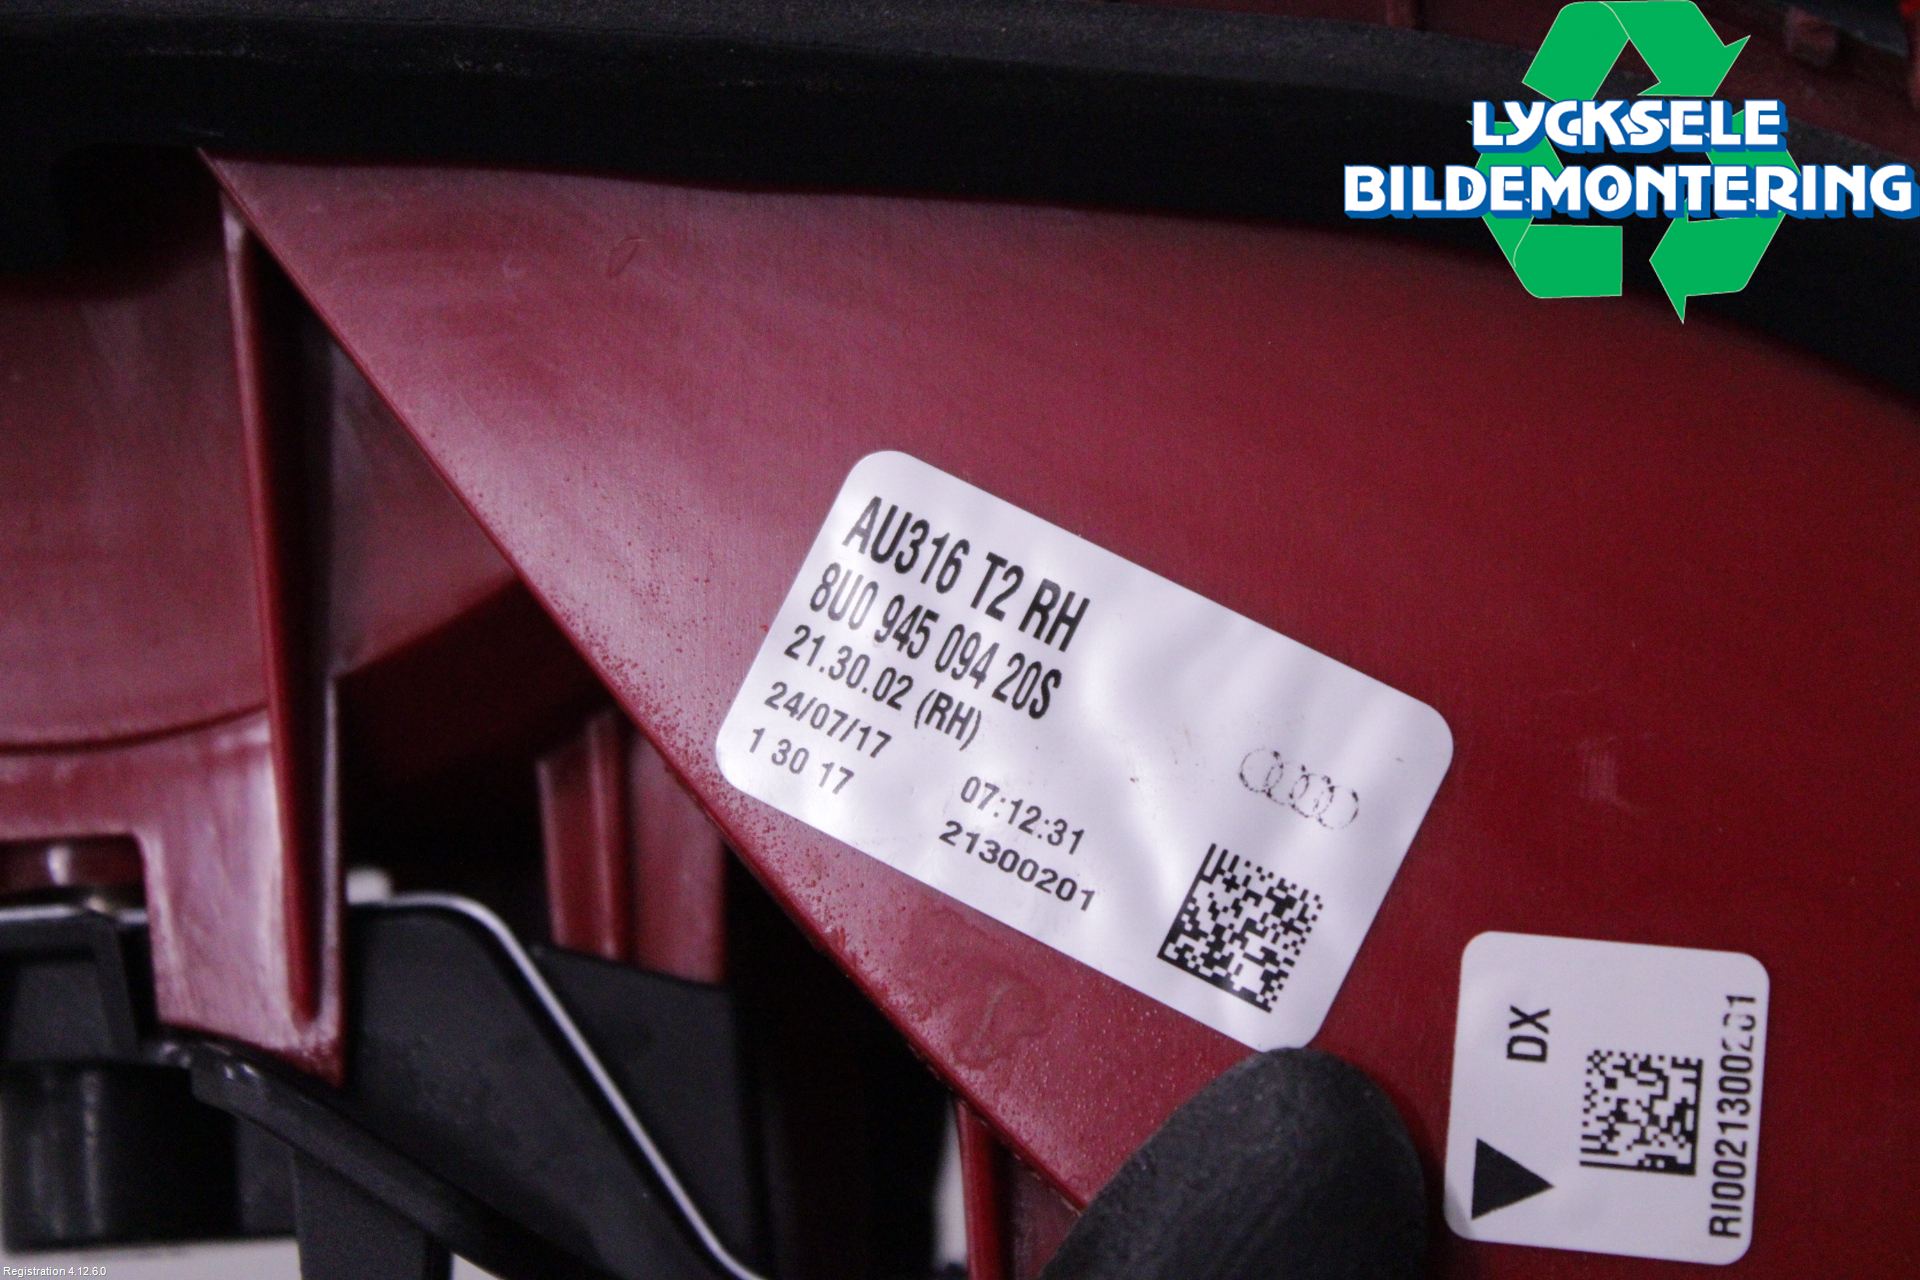 LYCKSELE
BILDEMONTERING
AU316 T2 RH
8U0 945 094 20S
21.30.02 (RH)
24/07/17 07:12:31
1 30 17 21300201
DX
RI0021300201
Registration 4.12.6.0